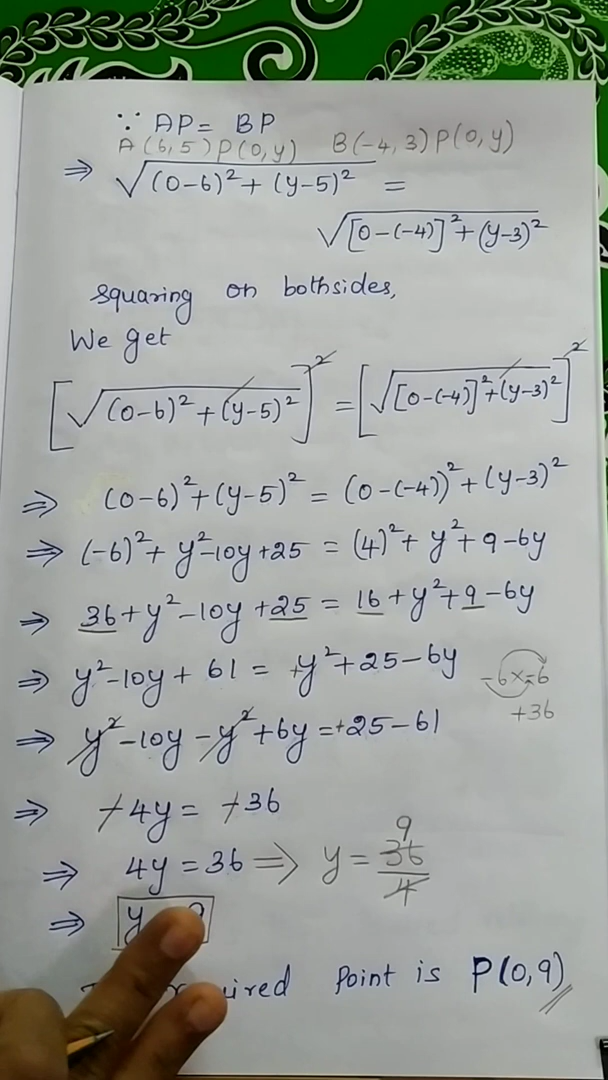 ∵ AP = BP
A(6,5) P(0,y) B(-4,3) P(0,y)
⇒ √(0-6)²+(y-5)² =
√[0-(-4)]²+(y-3)²
squaring on bothsides,
We get
[√(0-6)²+(y-5)²]² = [√[0-(-4)]²+(y-3)²]²
⇒ (0-6)²+(y-5)² = (0-(-4))²+(y-3)²
⇒ (-6)²+y²-10y+25 = (4)²+y²+9-6y
⇒ 36+y²-10y+25 = 16+y²+9-6y
⇒ y²-10y+61 = +y²+25-6y
-6×-6
+36
⇒ y²-10y-y²+6y=+25-61
⇒ -4y = -36
⇒ 4y=36 ⇒ y = 36/4
9
⇒ y
point is P(0,9)